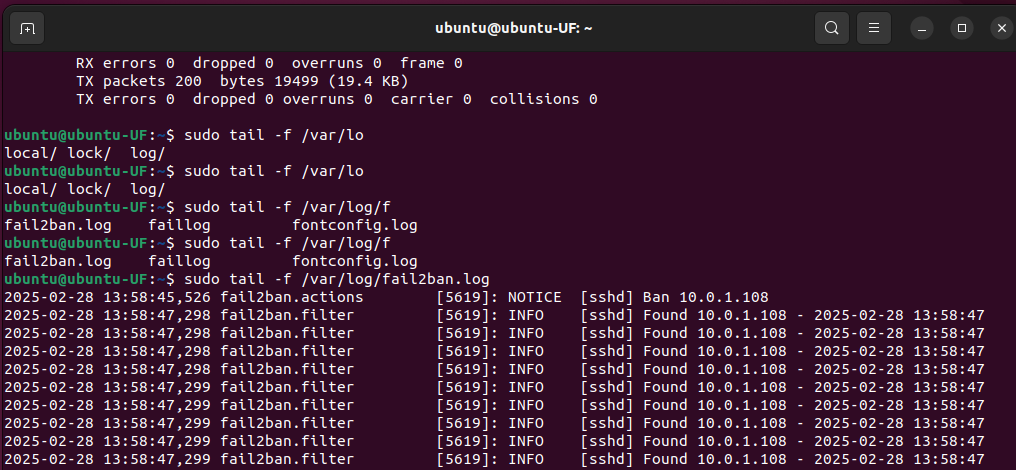 ubuntu@ubuntu-UF: ~
RX errors 0  dropped 0  overruns 0  frame 0
TX packets 200  bytes 19499 (19.4 KB)
TX errors 0  dropped 0 overruns 0  carrier 0  collisions 0
ubuntu@ubuntu-UF:~$ sudo tail -f /var/lo
local/ lock/  log/
ubuntu@ubuntu-UF:~$ sudo tail -f /var/lo
local/ lock/  log/
ubuntu@ubuntu-UF:~$ sudo tail -f /var/log/f
fail2ban.log    faillog         fontconfig.log
ubuntu@ubuntu-UF:~$ sudo tail -f /var/log/f
fail2ban.log    faillog         fontconfig.log
ubuntu@ubuntu-UF:~$ sudo tail -f /var/log/fail2ban.log
2025-02-28 13:58:45,526 fail2ban.actions        [5619]: NOTICE  [sshd] Ban 10.0.1.108
2025-02-28 13:58:47,298 fail2ban.filter         [5619]: INFO    [sshd] Found 10.0.1.108 - 2025-02-28 13:58:47
2025-02-28 13:58:47,298 fail2ban.filter         [5619]: INFO    [sshd] Found 10.0.1.108 - 2025-02-28 13:58:47
2025-02-28 13:58:47,298 fail2ban.filter         [5619]: INFO    [sshd] Found 10.0.1.108 - 2025-02-28 13:58:47
2025-02-28 13:58:47,298 fail2ban.filter         [5619]: INFO    [sshd] Found 10.0.1.108 - 2025-02-28 13:58:47
2025-02-28 13:58:47,299 fail2ban.filter         [5619]: INFO    [sshd] Found 10.0.1.108 - 2025-02-28 13:58:47
2025-02-28 13:58:47,299 fail2ban.filter         [5619]: INFO    [sshd] Found 10.0.1.108 - 2025-02-28 13:58:47
2025-02-28 13:58:47,299 fail2ban.filter         [5619]: INFO    [sshd] Found 10.0.1.108 - 2025-02-28 13:58:47
2025-02-28 13:58:47,299 fail2ban.filter         [5619]: INFO    [sshd] Found 10.0.1.108 - 2025-02-28 13:58:47
2025-02-28 13:58:47,299 fail2ban.filter         [5619]: INFO    [sshd] Found 10.0.1.108 - 2025-02-28 13:58:47